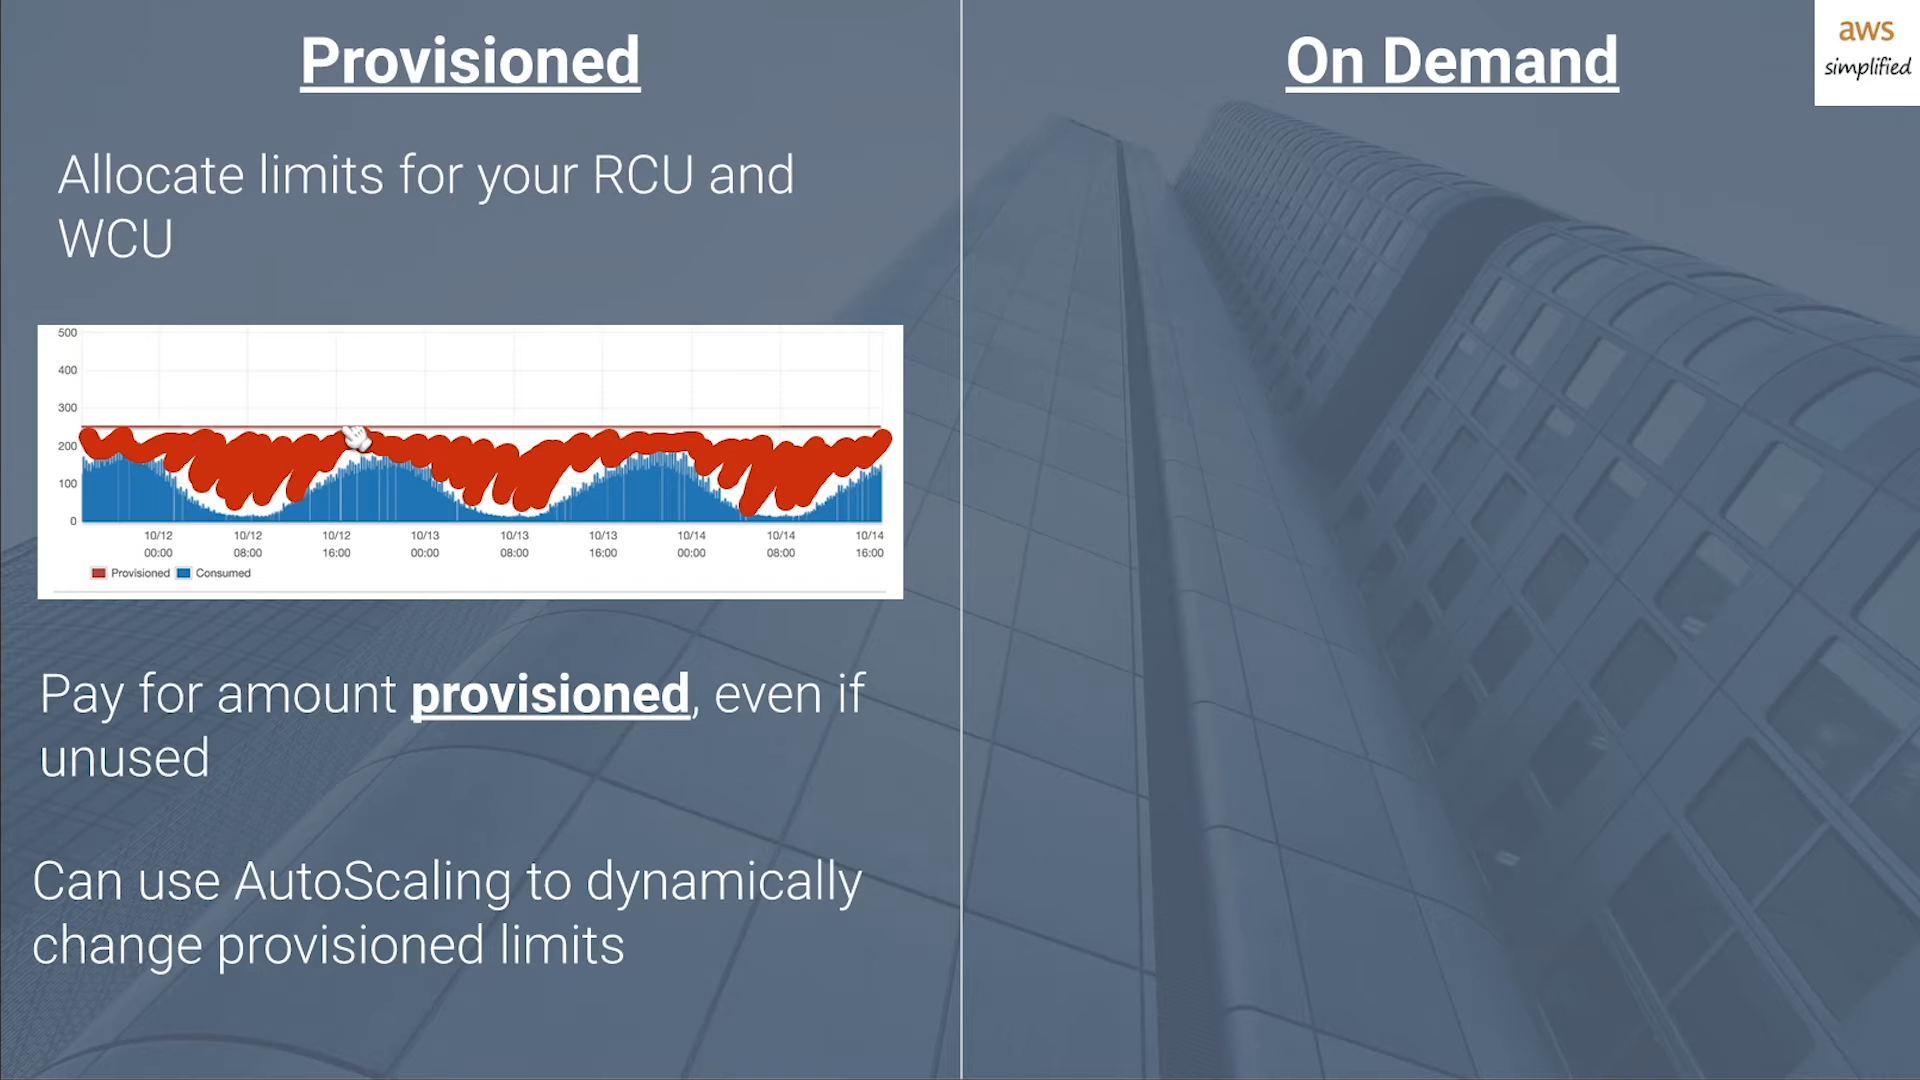 Provisioned
Allocate limits for your RCU and
WCU
500
400
300
200
100
0
10/12 10/12 10/12 10/13 10/13 10/13 10/14 10/14 10/14
00:00 08:00 16:00 00:00 08:00 16:00 00:00 08:00 16:00
Provisioned Consumed
Pay for amount provisioned, even if
unused
Can use AutoScaling to dynamically
change provisioned limits
On Demand
aws
simplified